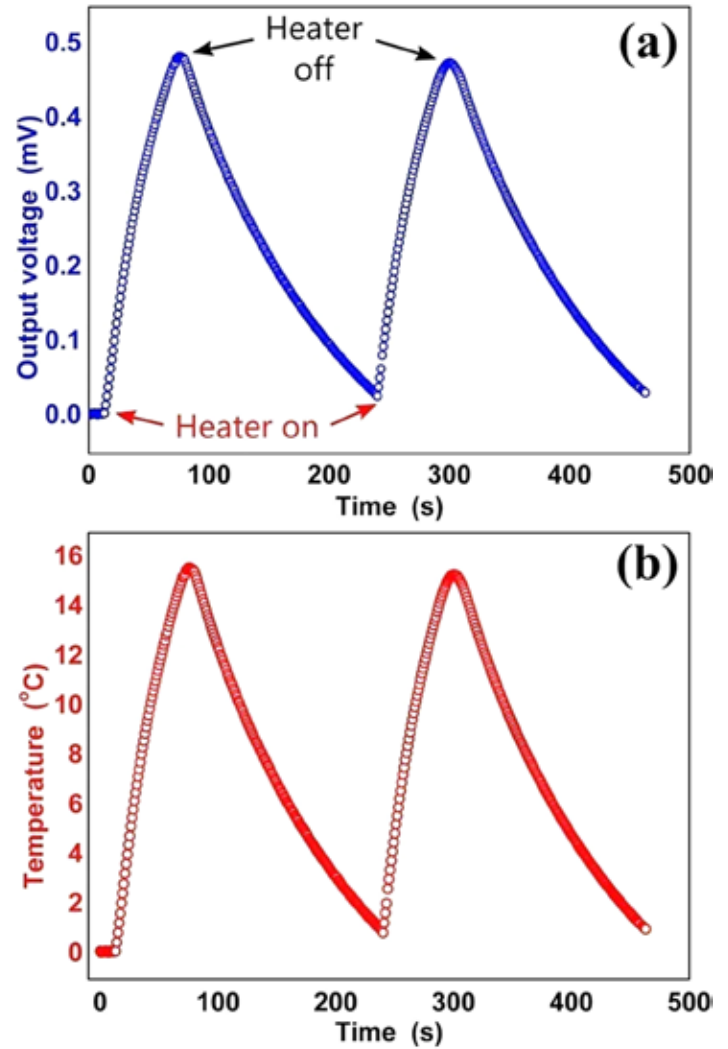 (a)
Heater
off
0.5
0.4
0.3
0.2
0.1
0.0
Output voltage (mV)
Heater on
0 100 200 300 400 500
Time (s)
(b)
16
14
12
10
8
6
4
2
0
Temperature (°C)
0 100 200 300 400 500
Time (s)